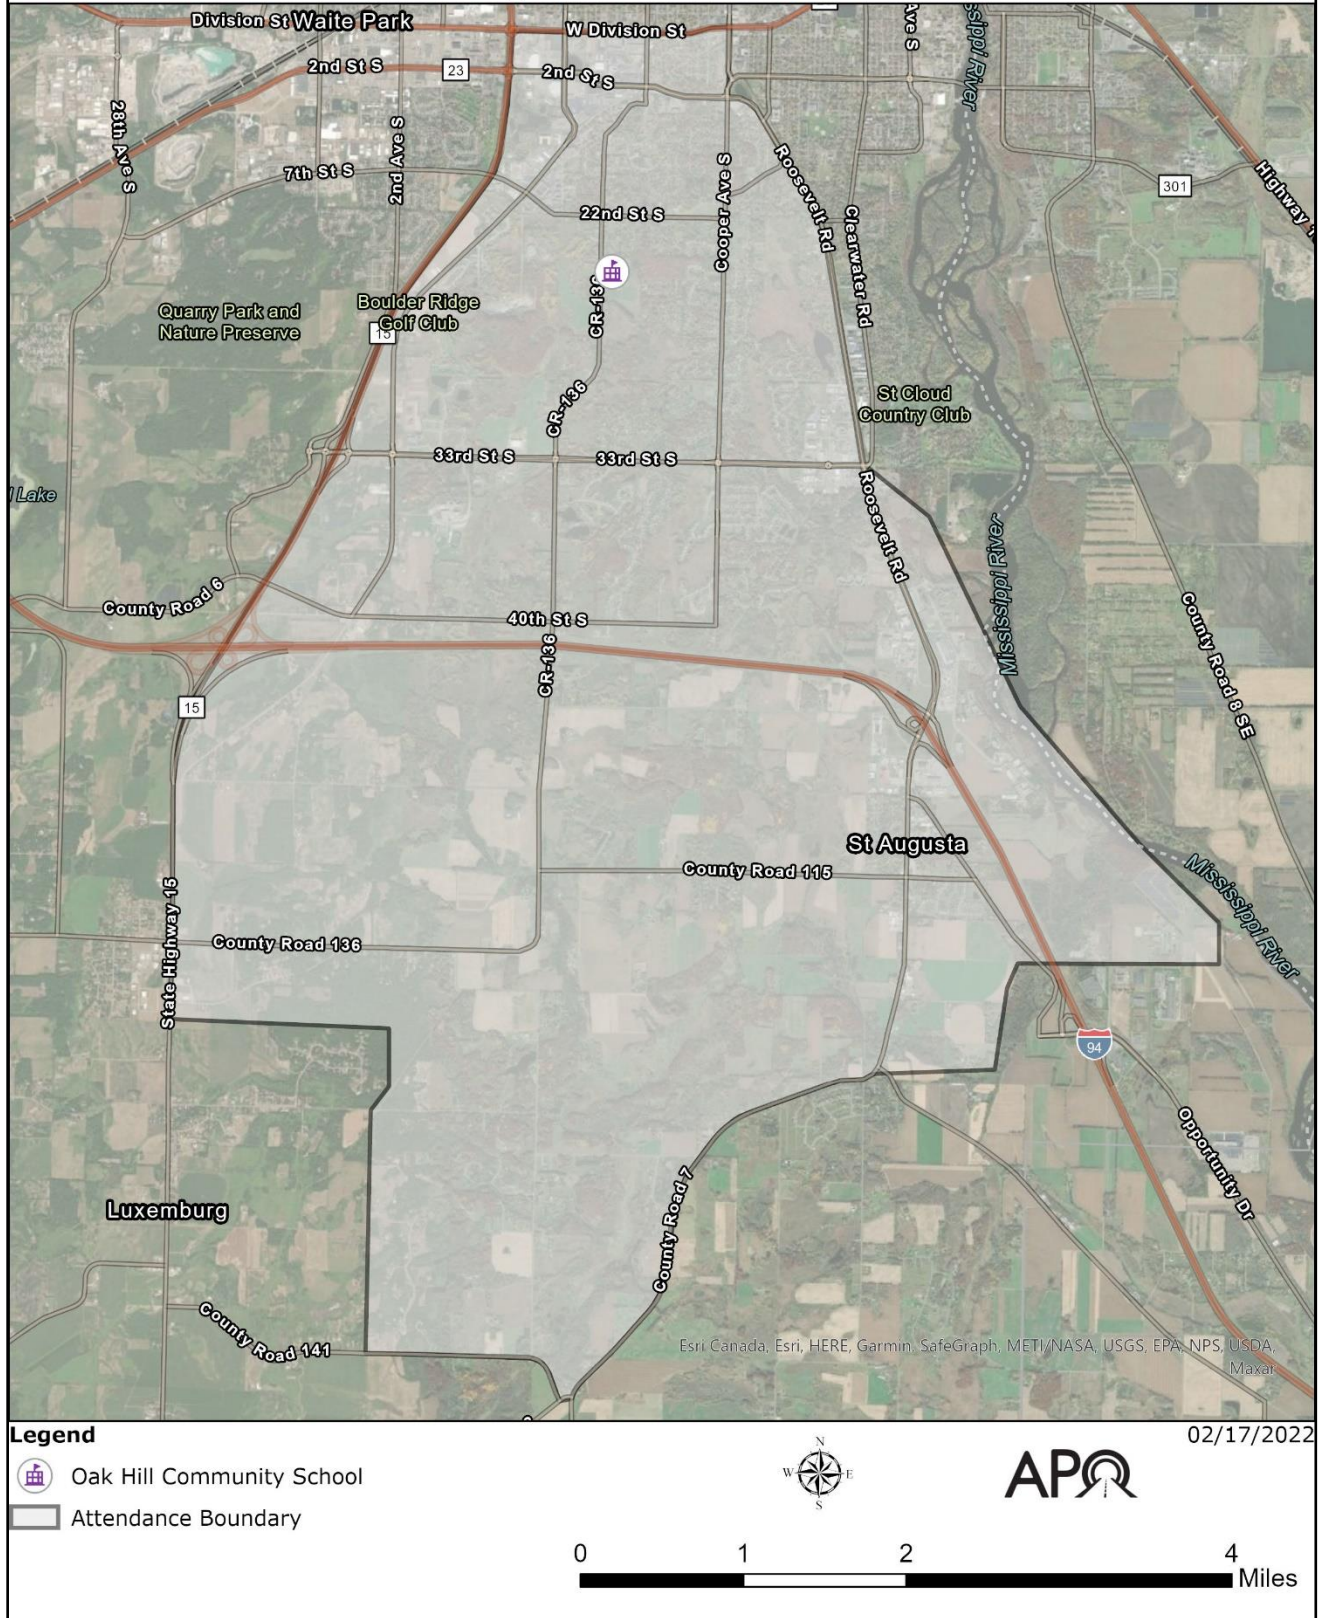 Division St
Waite Park
W Division St
Ave S
ssippi River
2nd St S
23
2nd St S
28th Ave S
2nd Ave S
7th St S
22nd St S
Cooper Ave S
Roosevelt Rd
Clearwater Rd
Mississippi River
301
Highway 1
CR-13
Quarry Park and
Nature Preserve
Boulder Ridge
Golf Club
15
CR-136
St Cloud
Country Club
33rd St S
33rd St S
Lake
Roosevelt Rd
Mississippi River
County Road 6
40th St S
CR-136
County Road 8 SE
15
St Augusta
County Road 115
Mississippi River
State Highway 15
County Road 136
94
Opportunity Dr
Luxemburg
County Road 7
County Road 141
Esri Canada, Esri, HERE, Garmin, SafeGraph, METI/NASA, USGS, EPA, NPS, USDA,
Maxar
Legend
02/17/2022
Oak Hill Community School
Attendance Boundary
N
W E
S
APO
0 1 2 4
Miles